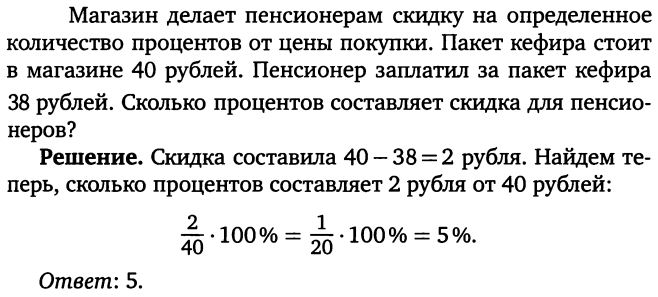 Магазин делает пенсионерам скидку на определенное
количество процентов от цены покупки. Пакет кефира стоит
в магазине 40 рублей. Пенсионер заплатил за пакет кефира
38 рублей. Сколько процентов составляет скидка для пенсио-
неров?
Решение. Скидка составила 40 − 38 = 2 рубля. Найдем те-
перь, сколько процентов составляет 2 рубля от 40 рублей:
2/40 · 100% = 1/20 · 100% = 5%.
Ответ: 5.